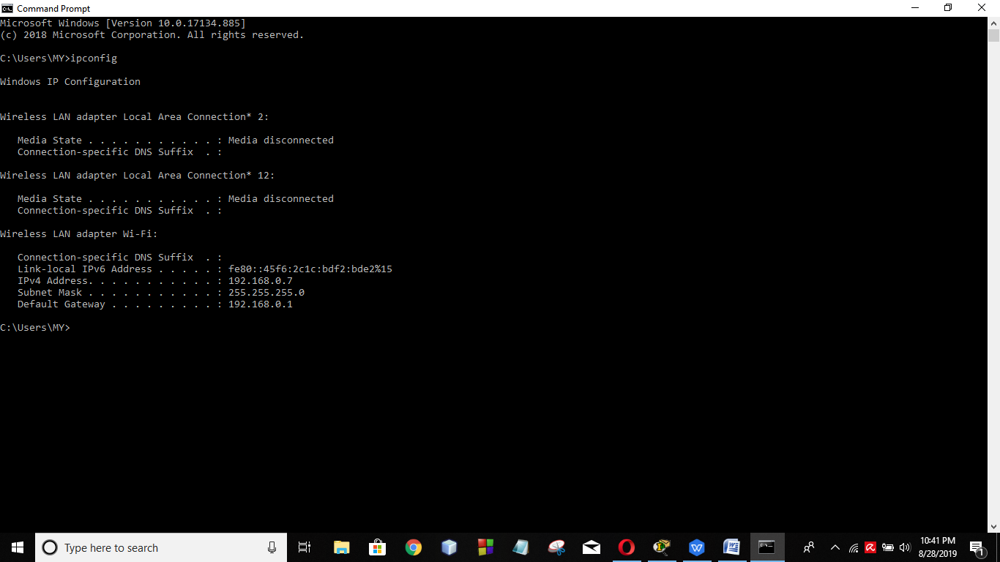 Command Prompt
Microsoft Windows [Version 10.0.17134.885]
(c) 2018 Microsoft Corporation. All rights reserved.
C:\Users\MY>ipconfig
Windows IP Configuration
Wireless LAN adapter Local Area Connection* 2:
Media State . . . . . . . . . . . : Media disconnected
Connection-specific DNS Suffix  . :
Wireless LAN adapter Local Area Connection* 12:
Media State . . . . . . . . . . . : Media disconnected
Connection-specific DNS Suffix  . :
Wireless LAN adapter Wi-Fi:
Connection-specific DNS Suffix  . :
Link-local IPv6 Address . . . . . : fe80::45f6:2c1c:bdf2:bde2%15
IPv4 Address. . . . . . . . . . . : 192.168.0.7
Subnet Mask . . . . . . . . . . . : 255.255.255.0
Default Gateway . . . . . . . . . : 192.168.0.1
C:\Users\MY>
Type here to search
10:41 PM
8/28/2019
1